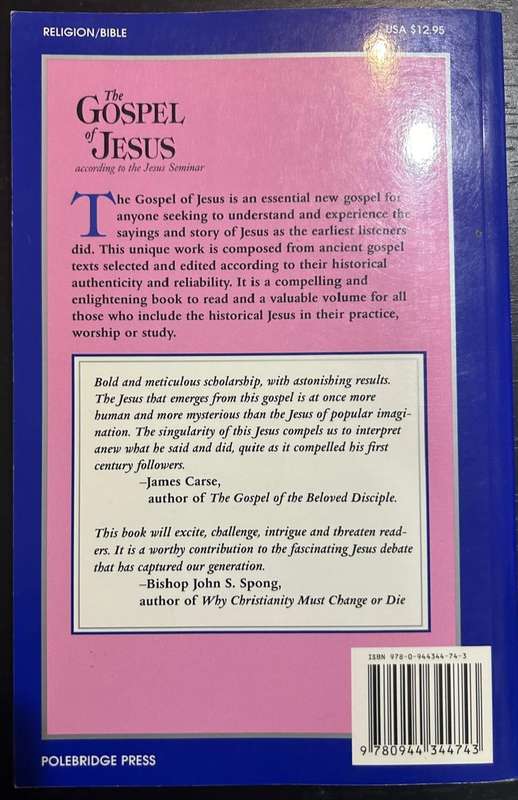 RELIGION/BIBLE
USA $12.95
The
GOSPEL
of
JESUS
according to the Jesus Seminar
The Gospel of Jesus is an essential new gospel for
anyone seeking to understand and experience the
sayings and story of Jesus as the earliest listeners
did. This unique work is composed from ancient gospel
texts selected and edited according to their historical
authenticity and reliability. It is a compelling and
enlightening book to read and a valuable volume for all
those who include the historical Jesus in their practice,
worship or study.
Bold and meticulous scholarship, with astonishing results.
The Jesus that emerges from this gospel is at once more
human and more mysterious than the Jesus of popular imagi-
nation. The singularity of this Jesus compels us to interpret
anew what he said and did, quite as it compelled his first
century followers.
–James Carse,
author of The Gospel of the Beloved Disciple.
This book will excite, challenge, intrigue and threaten read-
ers. It is a worthy contribution to the fascinating Jesus debate
that has captured our generation.
–Bishop John S. Spong,
author of Why Christianity Must Change or Die
ISBN 978-0-944344-74-3
9 780944 344743
POLEBRIDGE PRESS